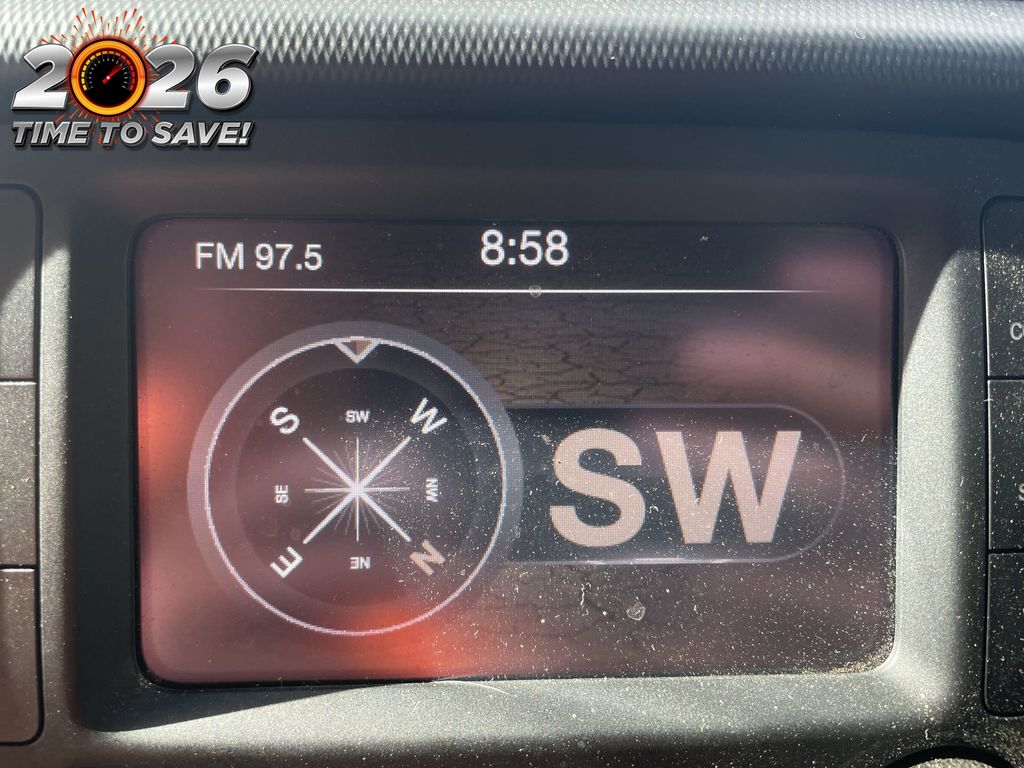 2026
TIME TO SAVE!
FM 97.5
8:58
S
SW
W
SE
NW
E
NE
N
SW
C
S